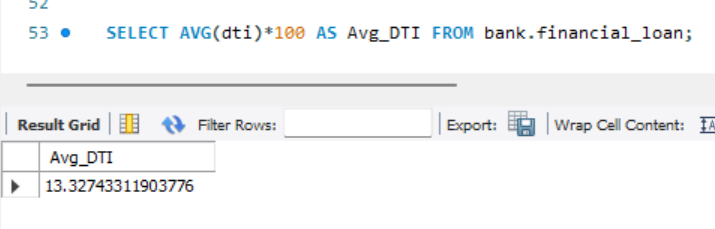 52
53 SELECT AVG(dti)*100 AS Avg_DTI FROM bank.financial_loan;
Result Grid Filter Rows: Export: Wrap Cell Content: IA
Avg_DTI
13.32743311903776